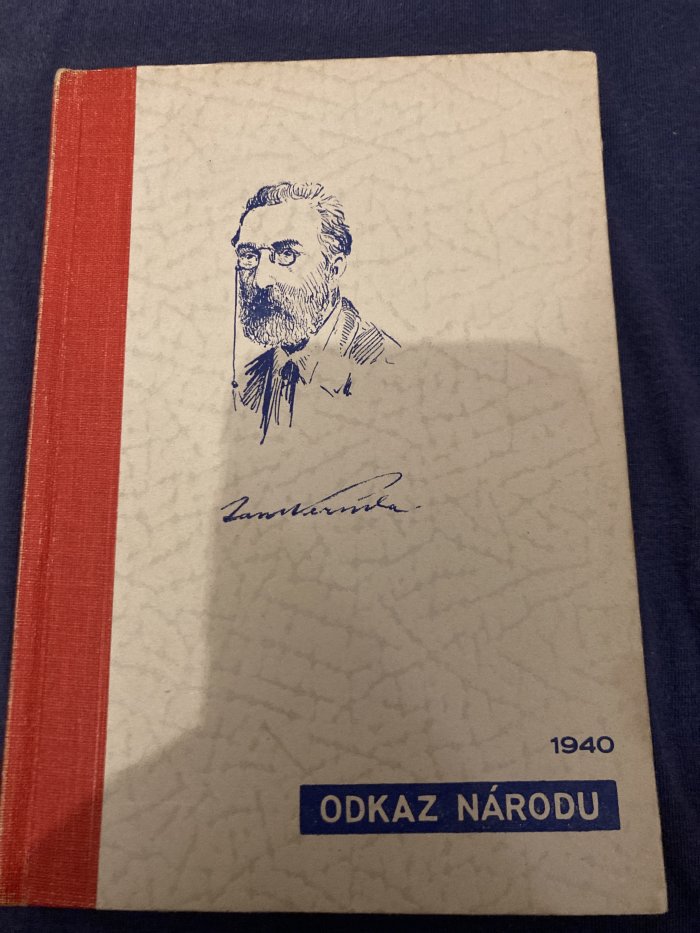 Jan Neruda
1940
ODKAZ NÁRODU